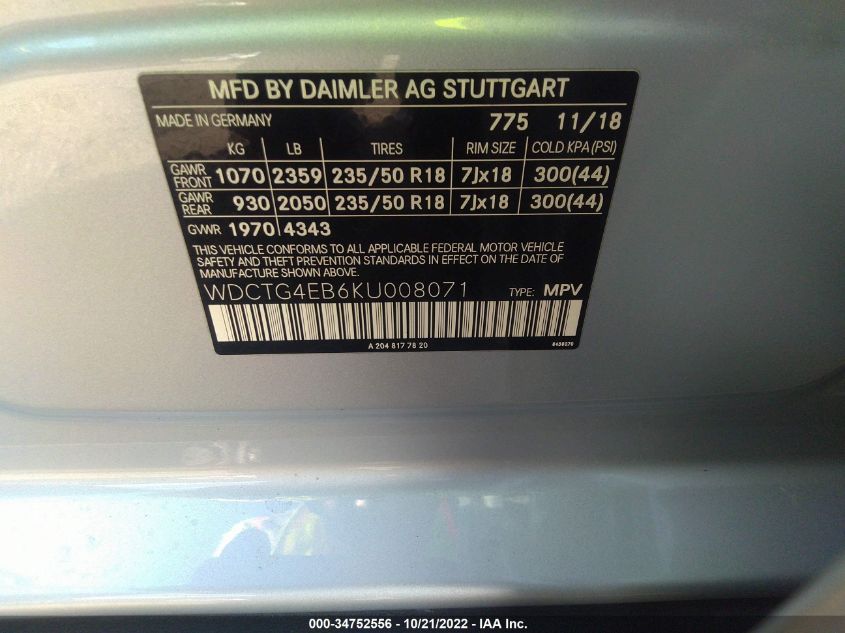 MFD BY DAIMLER AG STUTTGART
MADE IN GERMANY 775 11/18
KG LB TIRES RIM SIZE COLD KPA (PSI)
GAWR FRONT 1070 2359 235/50 R18 7Jx18 300(44)
GAWR REAR 930 2050 235/50 R18 7Jx18 300(44)
GVWR 1970 4343
THIS VEHICLE CONFORMS TO ALL APPLICABLE FEDERAL MOTOR VEHICLE
SAFETY AND THEFT PREVENTION STANDARDS IN EFFECT ON THE DATE OF
MANUFACTURE SHOWN ABOVE.
WDCTG4EB6KU008071 TYPE: MPV
A 204 817 78 20
000-34752556 - 10/21/2022 - IAA Inc.